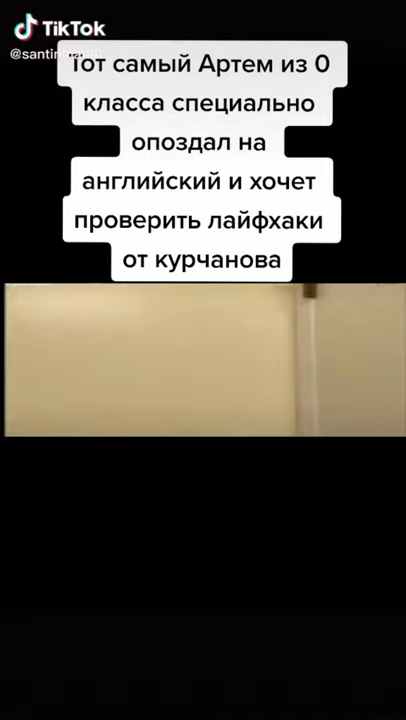 TikTok
Тот самый Артем из 0
класса специально
опоздал на
английский и хочет
проверить лайфхаки
от курчанова